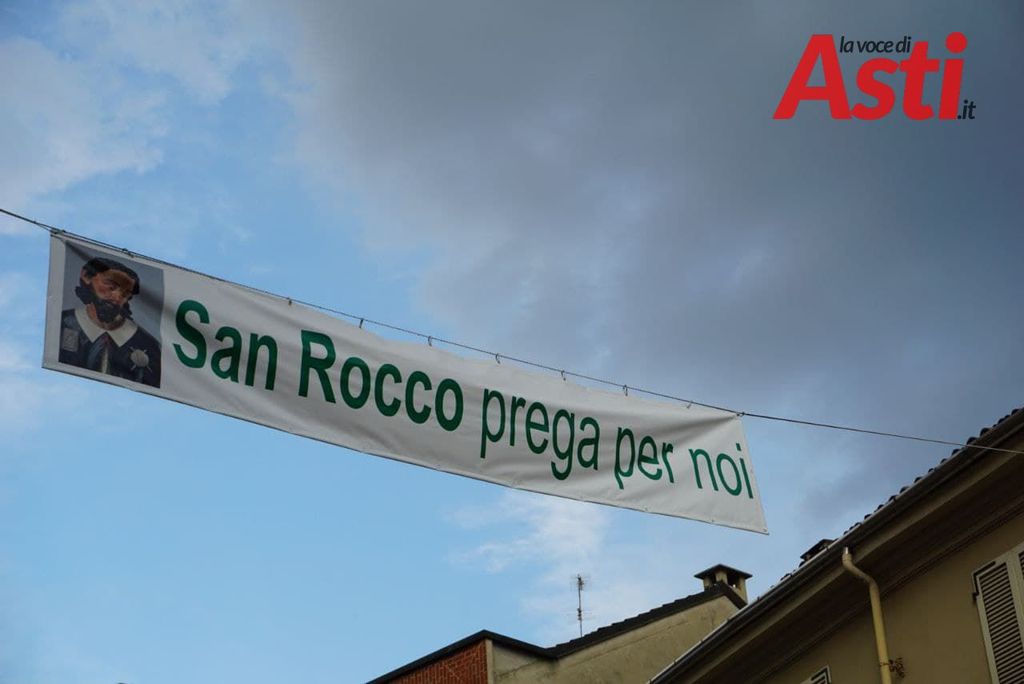 la voce di
Asti.it
San Rocco prega per noi